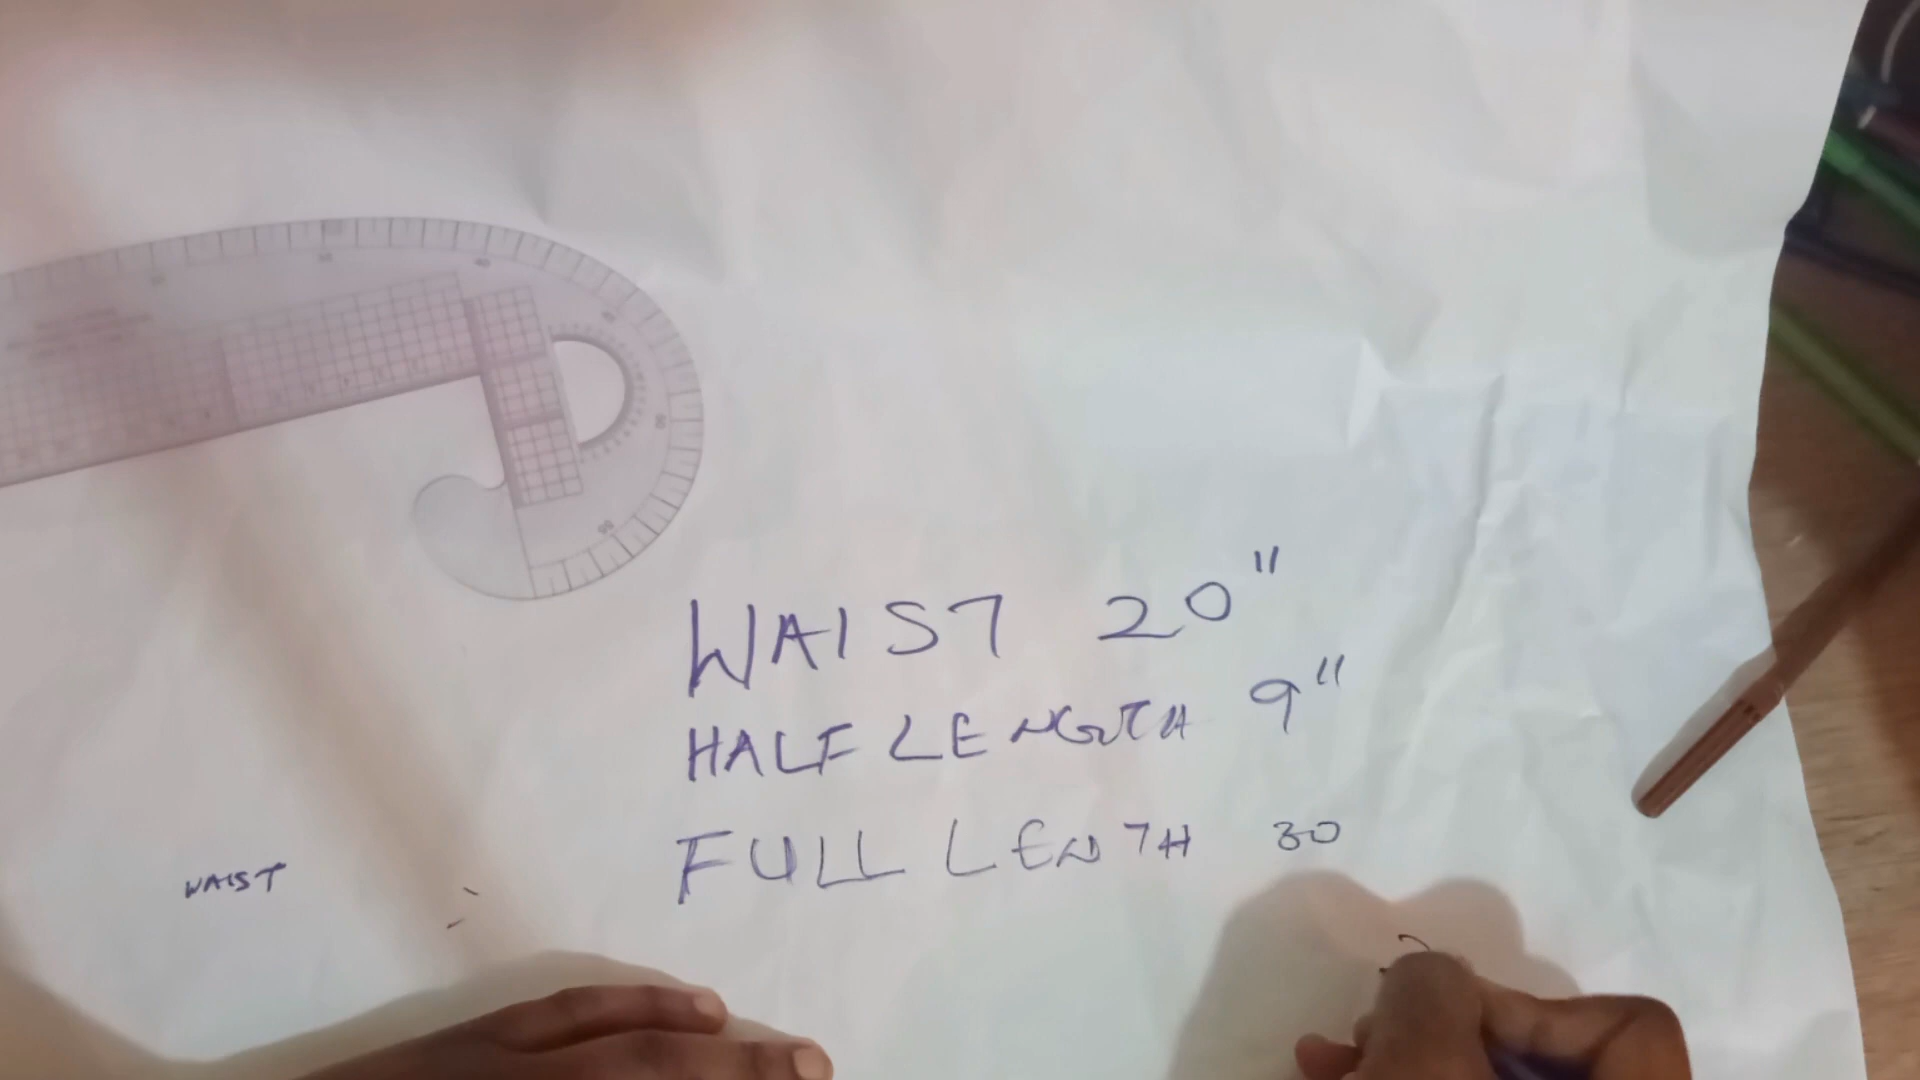 WAIST 20"
HALF LENGTH 9"
FULL LENTH 30
WAIST